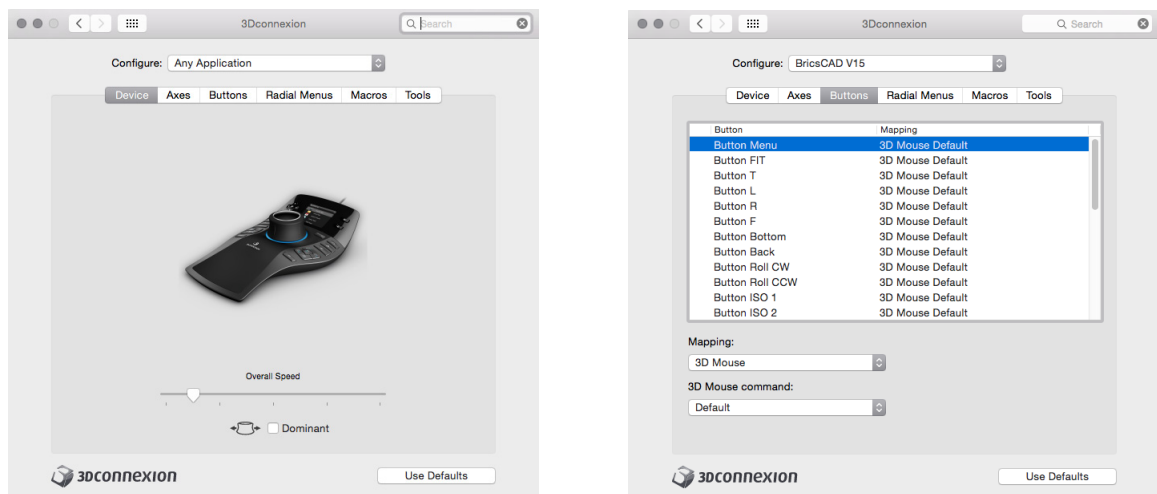 3Dconnexion
Search
Configure: Any Application
Device Axes Buttons Radial Menus Macros Tools
Overall Speed
Dominant
3Dconnexion
Use Defaults
3Dconnexion
Search
Configure: BricsCAD V15
Device Axes Buttons Radial Menus Macros Tools
Button Mapping
Button Menu 3D Mouse Default
Button FIT 3D Mouse Default
Button T 3D Mouse Default
Button L 3D Mouse Default
Button R 3D Mouse Default
Button F 3D Mouse Default
Button Bottom 3D Mouse Default
Button Back 3D Mouse Default
Button Roll CW 3D Mouse Default
Button Roll CCW 3D Mouse Default
Button ISO 1 3D Mouse Default
Button ISO 2 3D Mouse Default
Mapping:
3D Mouse
3D Mouse command:
Default
3Dconnexion
Use Defaults